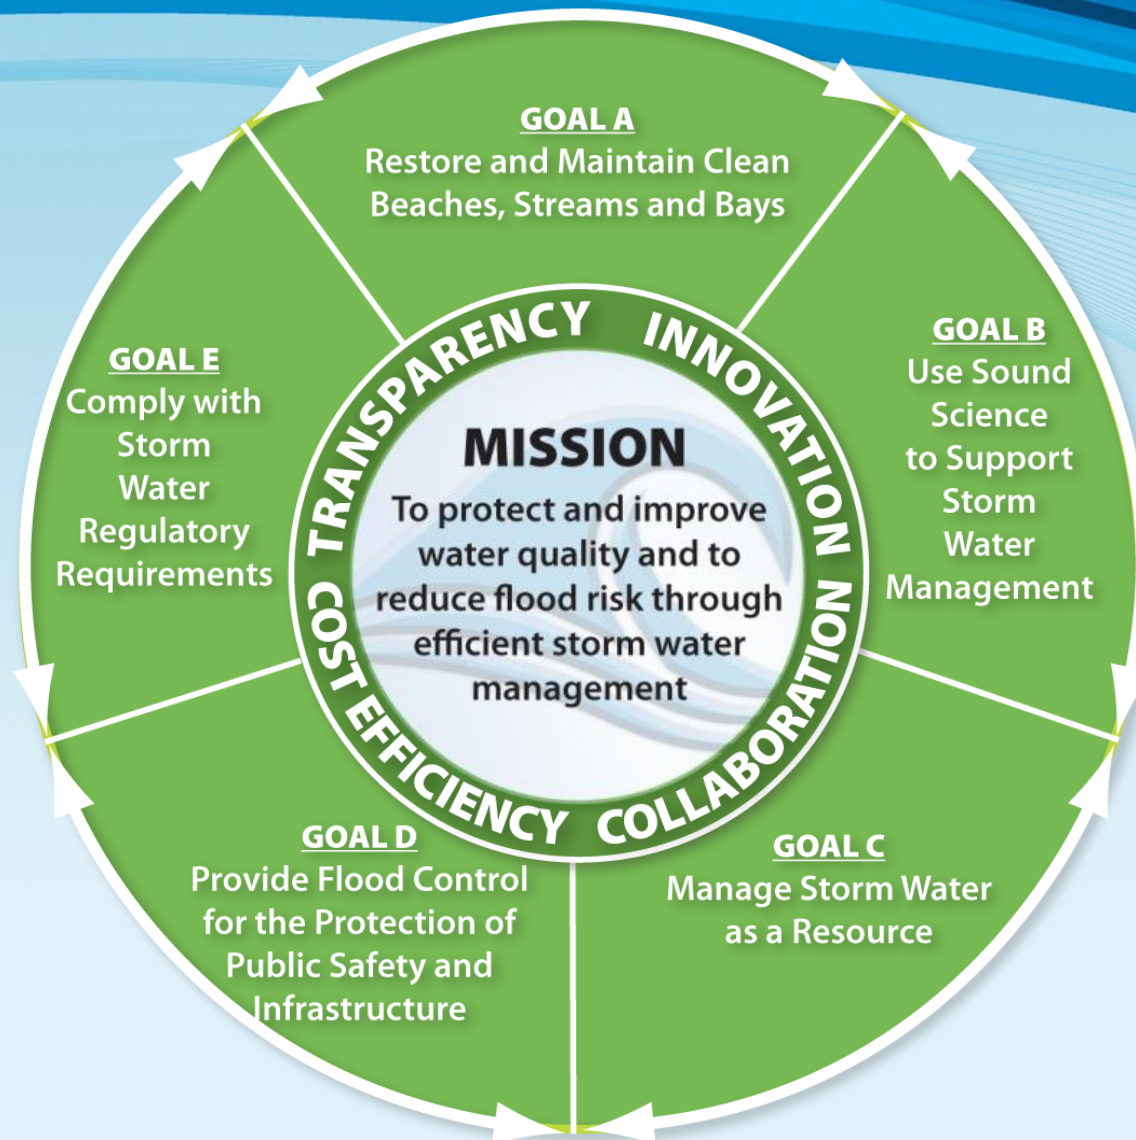 GOAL A
Restore and Maintain Clean
Beaches, Streams and Bays
GOAL B
Use Sound
Science
to Support
Storm
Water
Management
GOAL C
Manage Storm Water
as a Resource
GOAL D
Provide Flood Control
for the Protection of
Public Safety and
Infrastructure
GOAL E
Comply with
Storm
Water
Regulatory
Requirements
TRANSPARENCY
INNOVATION
COLLABORATION
COST EFFICIENCY
MISSION
To protect and improve
water quality and to
reduce flood risk through
efficient storm water
management